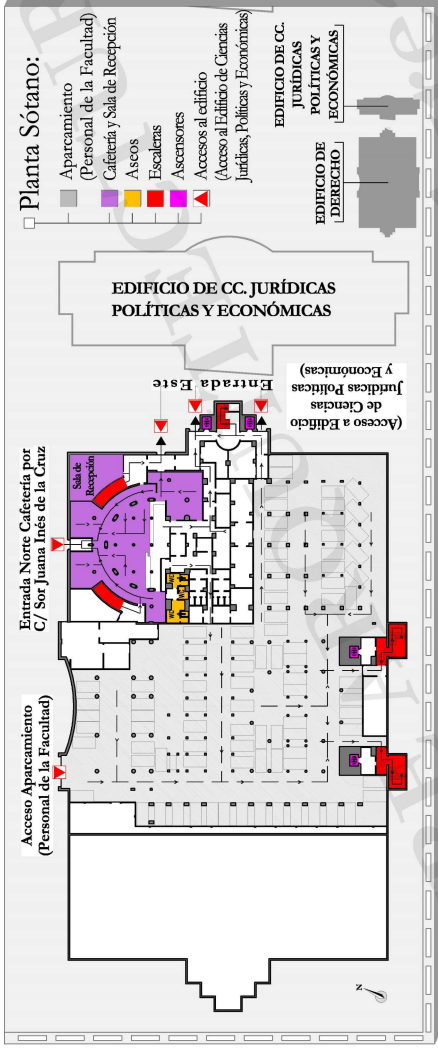 Planta Sótano:
Aparcamiento
(Personal de la Facultad)
Cafetería y Sala de Recepción
Aseos
Escaleras
Ascensores
Accesos al edificio
(Acceso al Edificio de Ciencias
Jurídicas, Políticas y Económicas)
EDIFICIO DE
DERECHO
EDIFICIO DE CC.
JURÍDICAS
POLÍTICAS Y
ECONÓMICAS
EDIFICIO DE CC. JURÍDICAS
POLÍTICAS Y ECONÓMICAS
Entrada Este
(Acceso a Edificio
de Ciencias
Jurídicas Políticas
y Económicas)
Entrada Norte Cafetería por
C/ Sor Juana Inés de la Cruz
Sala de
Recepción
WC
WC
WC
Acceso Aparcamiento
(Personal de la Facultad)
N